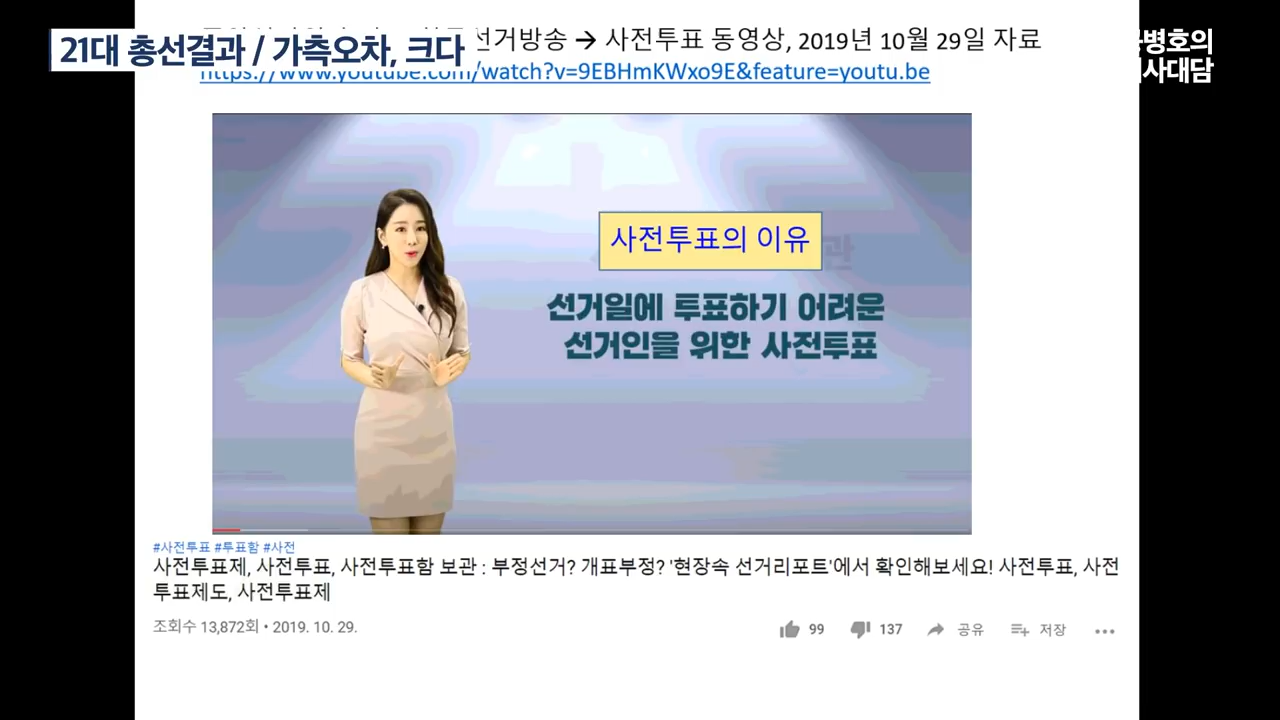 21대 총선결과 / 가측오차, 크다
선거방송 → 사전투표 동영상, 2019년 10월 29일 자료
병호의
사대담
https://www.youtube.com/watch?v=9EBHmKWxo9E&feature=youtu.be
사전투표의 이유
관
선거일에 투표하기 어려운
선거인을 위한 사전투표
#사전투표 #투표함 #사전
사전투표제, 사전투표, 사전투표함 보관 : 부정선거? 개표부정? '현장속 선거리포트'에서 확인해보세요! 사전투표, 사전
투표제도, 사전투표제
조회수 13,872회 • 2019. 10. 29.
99 137 공유 저장